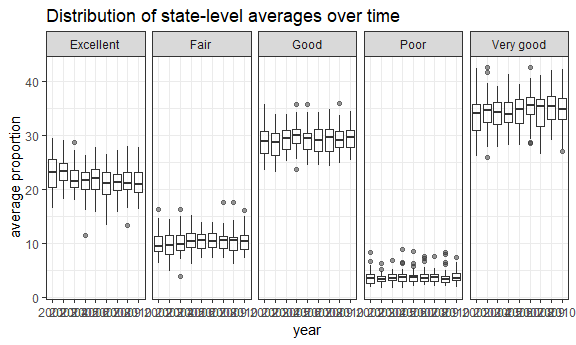 Distribution of state-level averages over time
Excellent Fair Good Poor Very good
40
30
20
10
0
average proportion
year